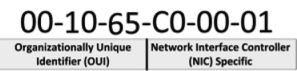 00-10-65-C0-00-01
Organizationally Unique Identifier (OUI)
Network Interface Controller (NIC) Specific